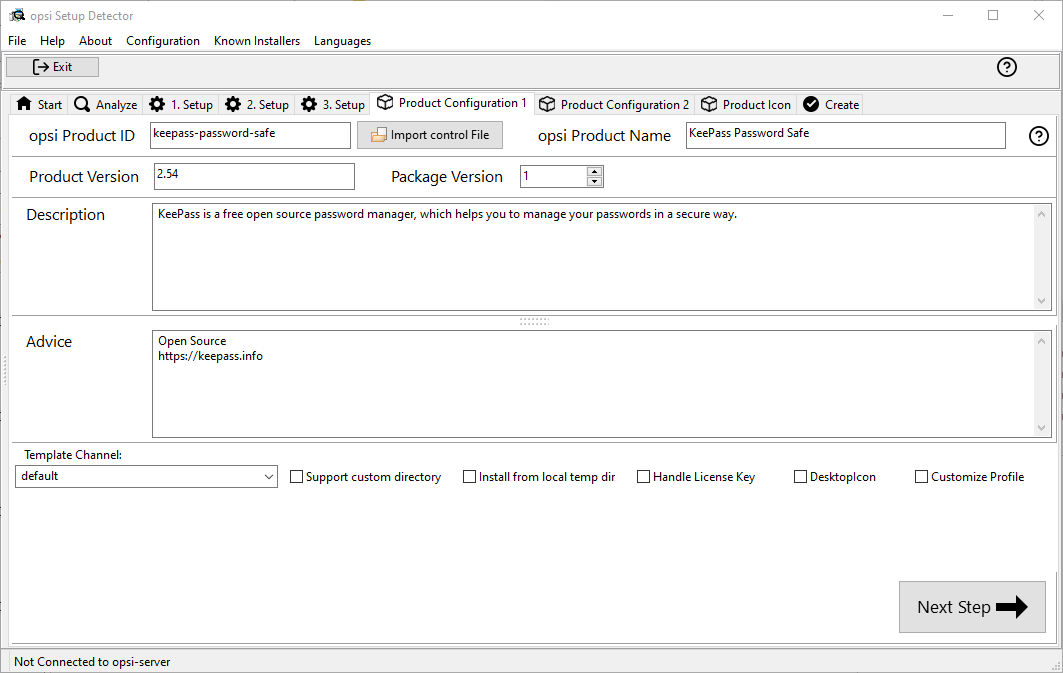 opsi Setup Detector
File Help About Configuration Known Installers Languages
Exit
Start Analyze 1. Setup 2. Setup 3. Setup Product Configuration 1 Product Configuration 2 Product Icon Create
opsi Product ID keepass-password-safe Import control File opsi Product Name KeePass Password Safe
Product Version 2.54 Package Version 1
Description KeePass is a free open source password manager, which helps you to manage your passwords in a secure way.
Advice Open Source
https://keepass.info
Template Channel:
default Support custom directory Install from local temp dir Handle License Key DesktopIcon Customize Profile
Next Step
Not Connected to opsi-server